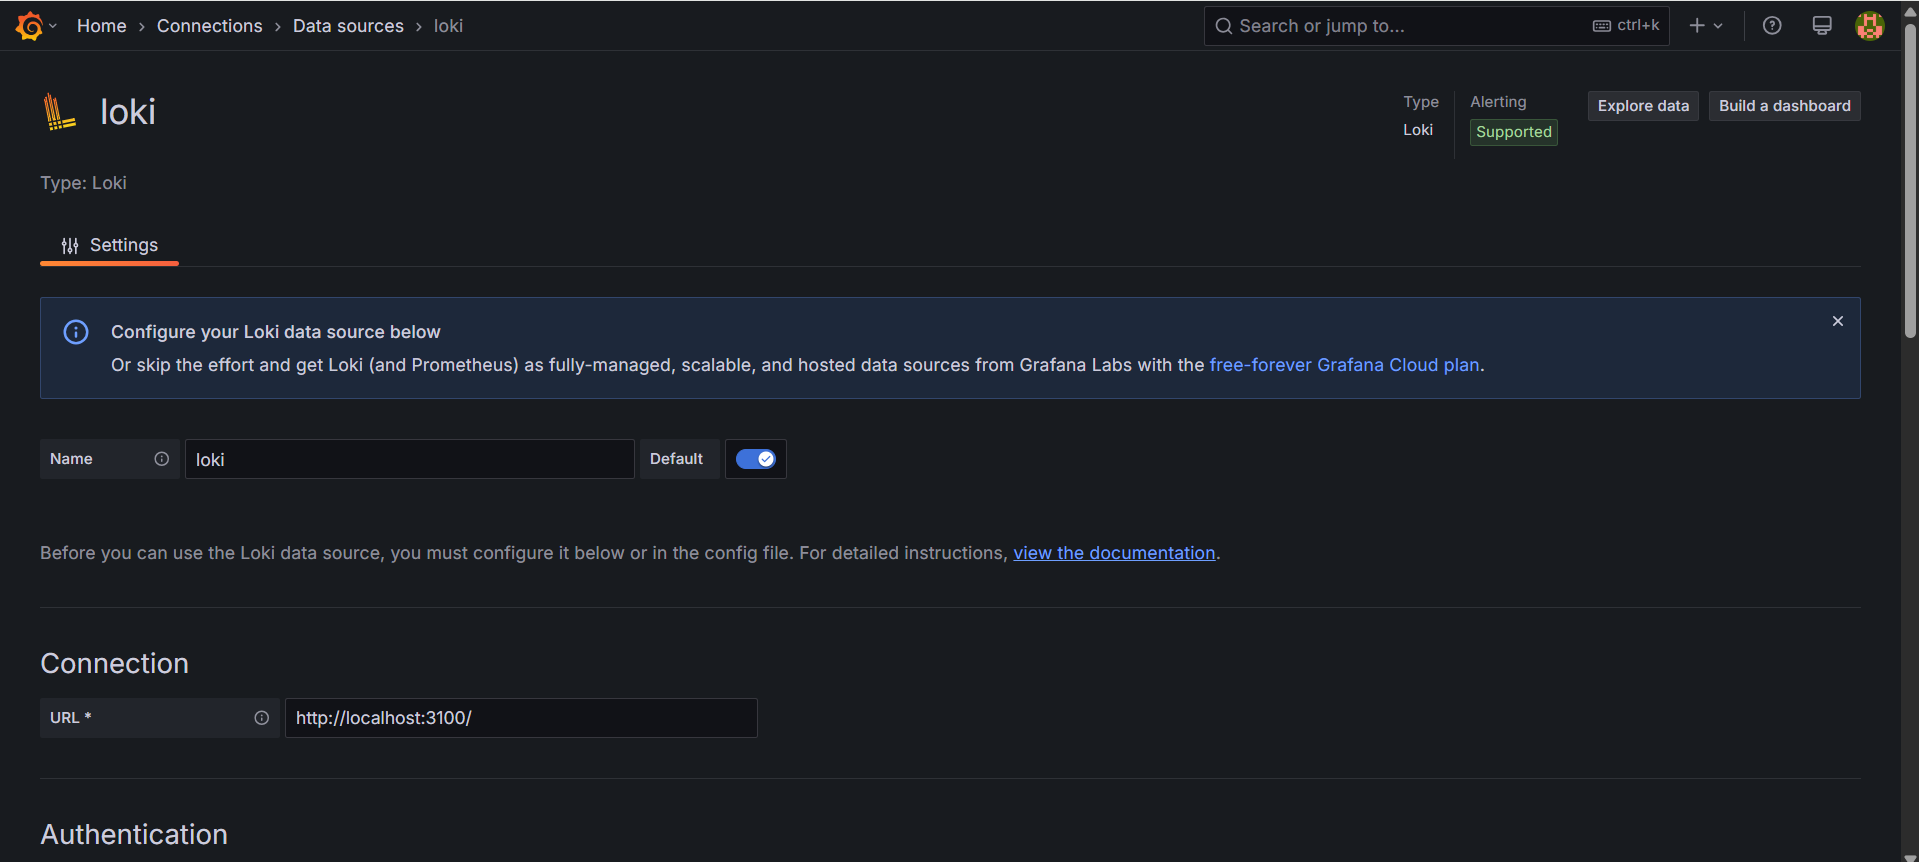 Home › Connections › Data sources › loki
Search or jump to... ctrl+k
loki
Type
Loki
Alerting
Supported
Explore data
Build a dashboard
Type: Loki
Settings
Configure your Loki data source below
Or skip the effort and get Loki (and Prometheus) as fully-managed, scalable, and hosted data sources from Grafana Labs with the free-forever Grafana Cloud plan.
Name loki Default
Before you can use the Loki data source, you must configure it below or in the config file. For detailed instructions, view the documentation.
Connection
URL * http://localhost:3100/
Authentication